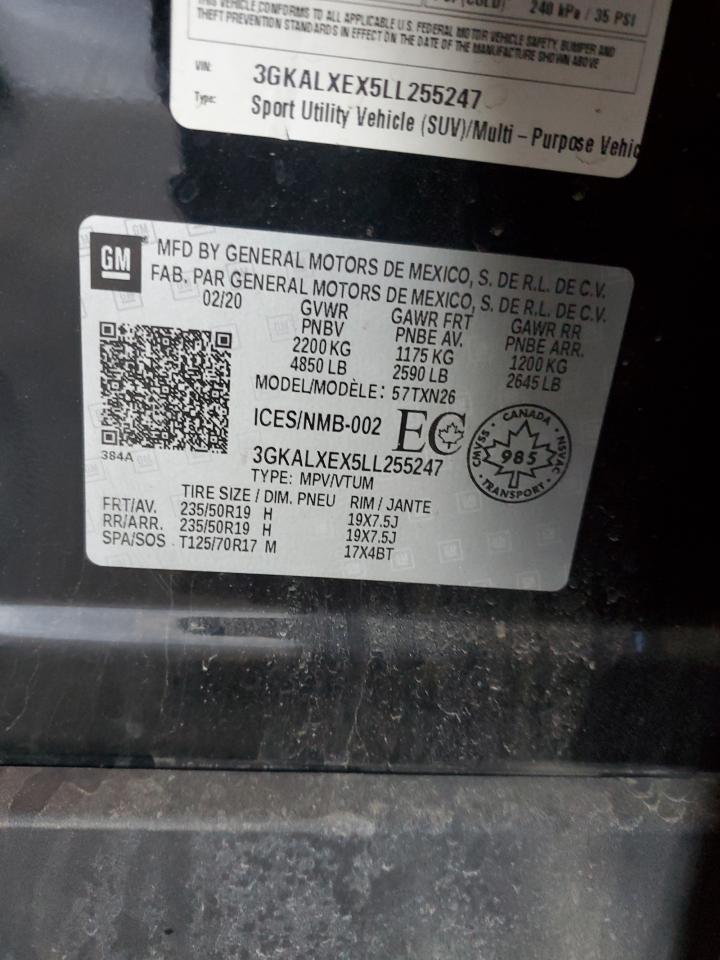 THIS VEHICLE CONFORMS TO ALL APPLICABLE U.S. FEDERAL MOTOR VEHICLE SAFETY, BUMPER AND
THEFT PREVENTION STANDARDS IN EFFECT ON THE DATE OF THE MANUFACTURE SHOWN ABOVE
(COLD) 240 kPa / 35 PSI
VIN: 3GKALXEX5LL255247
Type: Sport Utility Vehicle (SUV)/Multi – Purpose Vehic
GM
MFD BY GENERAL MOTORS DE MEXICO, S. DE R.L. DE C.V.
FAB. PAR GENERAL MOTORS DE MEXICO, S. DE R.L. DE C.V.
02/20 GVWR GAWR FRT GAWR RR
PNBV PNBE AV. PNBE ARR.
2200 KG 1175 KG 1200 KG
4850 LB 2590 LB 2645 LB
MODEL/MODÈLE: 57TXN26
ICES/NMB-002 EC
384A
3GKALXEX5LL255247
TYPE: MPV/VTUM
CANADA
CMVSS 985 NSVAC
TRANSPORT
TIRE SIZE / DIM. PNEU RIM / JANTE
FRT/AV. 235/50R19 H 19X7.5J
RR/ARR. 235/50R19 H 19X7.5J
SPA/SOS T125/70R17 M 17X4BT